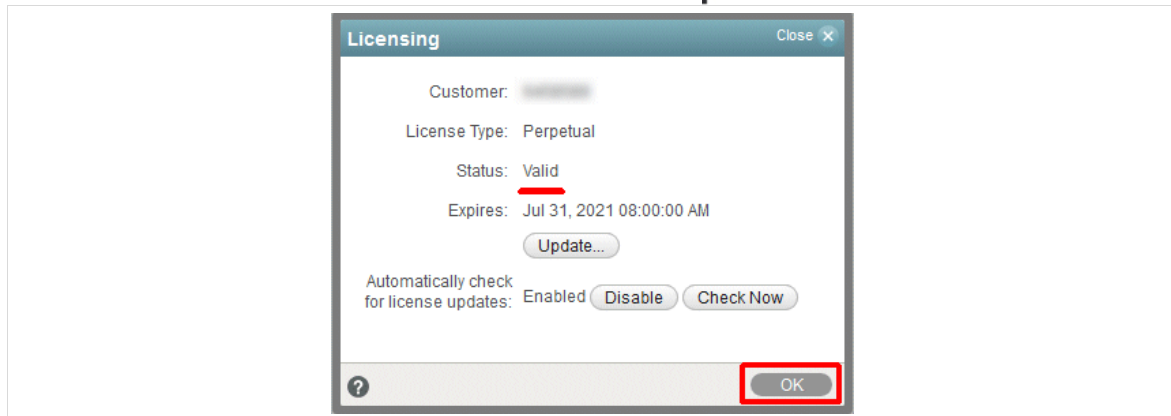 Licensing Close
Customer:
License Type: Perpetual
Status: Valid
Expires: Jul 31, 2021 08:00:00 AM
Update...
Automatically check
for license updates: Enabled Disable Check Now
? OK